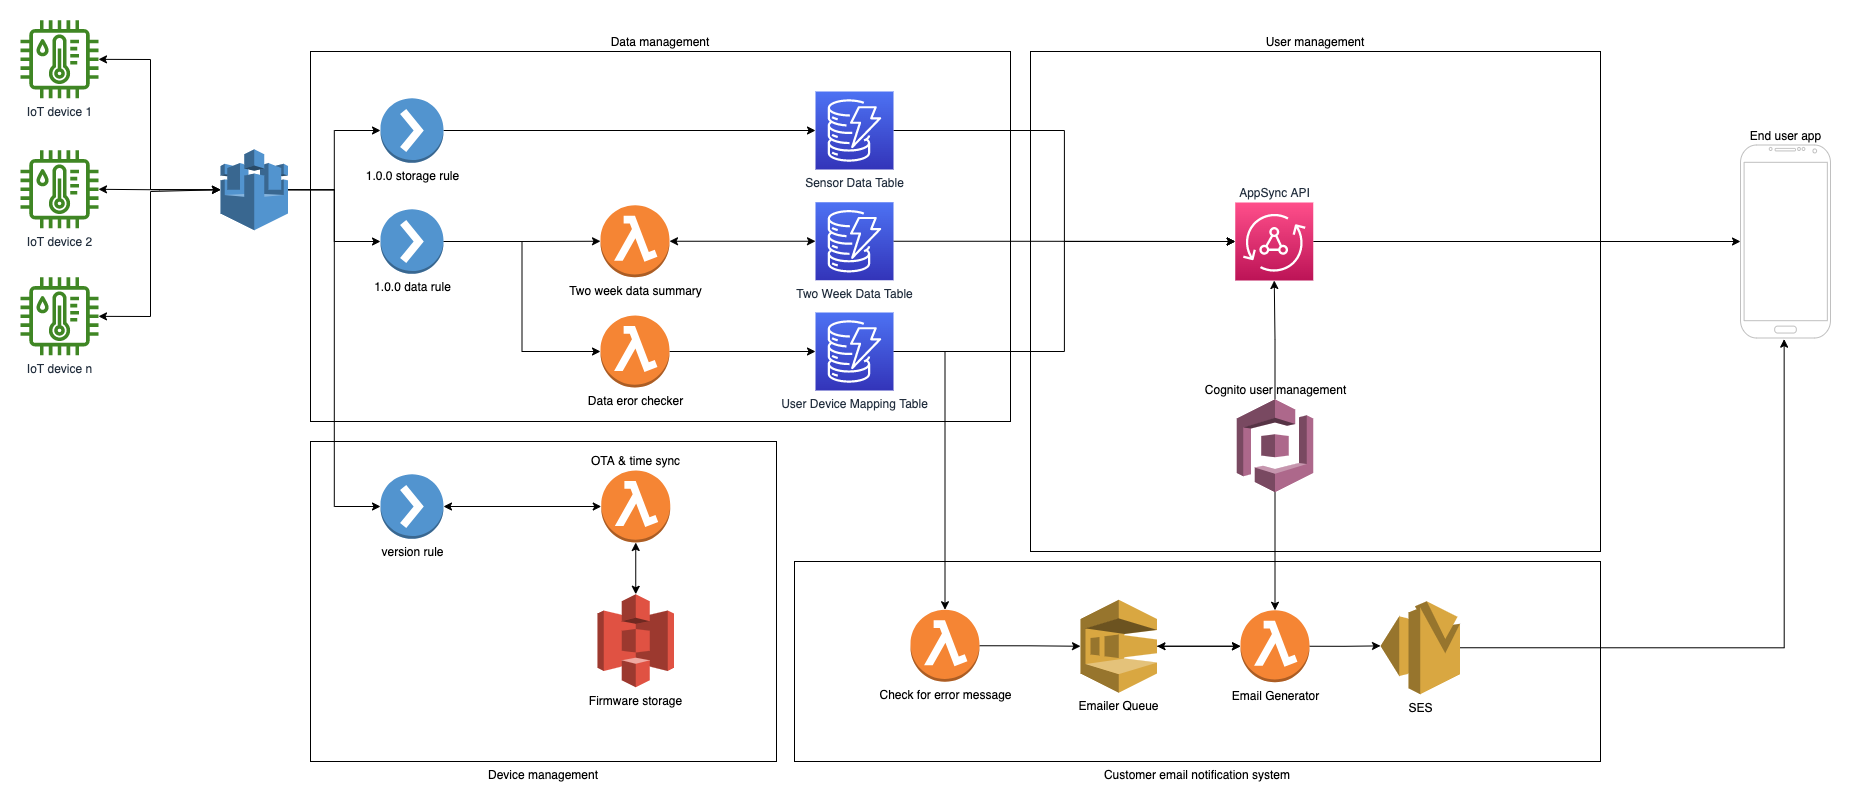 Data management
User management
IoT device 1
End user app
1.0.0 storage rule
Sensor Data Table
AppSync API
IoT device 2
1.0.0 data rule
Two week data summary
Two Week Data Table
IoT device n
Data eror checker
User Device Mapping Table
Cognito user management
OTA & time sync
version rule
Firmware storage
Check for error message
Emailer Queue
Email Generator
SES
Device management
Customer email notification system